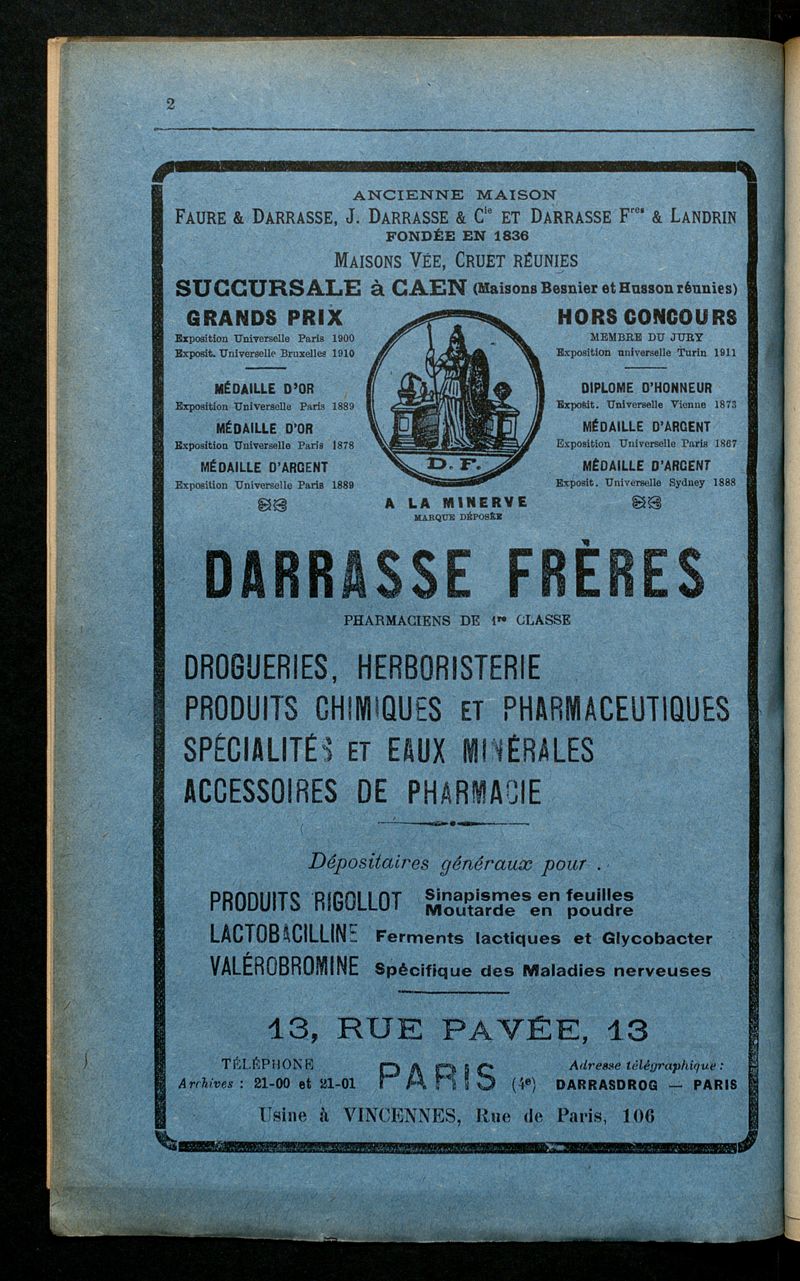 2
ANCIENNE MAISON
FAURE & DARRASSE, J. DARRASSE & Cie ET DARRASSE Fres & LANDRIN
FONDÉE EN 1836
MAISONS VÉE, CRUET RÉUNIES
SUCCURSALE à CAEN (Maisons Besnier et Husson réunies)
GRANDS PRIX
Exposition Universelle Paris 1900
Exposit. Universelle Bruxelles 1910
MÉDAILLE D'OR
Exposition Universelle Paris 1889
MÉDAILLE D'OR
Exposition Universelle Paris 1878
MÉDAILLE D'ARGENT
Exposition Universelle Paris 1889
D. F.
A LA MINERVE
MARQUE DÉPOSÉE
HORS CONCOURS
MEMBRE DU JURY
Exposition universelle Turin 1911
DIPLOME D'HONNEUR
Exposit. Universelle Vienne 1873
MÉDAILLE D'ARGENT
Exposition Universelle Paris 1867
MÉDAILLE D'ARGENT
Exposit. Universelle Sydney 1888
DARRASSE FRÈRES
PHARMACIENS DE 1re CLASSE
DROGUERIES, HERBORISTERIE
PRODUITS CHIMIQUES ET PHARMACEUTIQUES
SPÉCIALITÉS ET EAUX MINÉRALES
ACCESSOIRES DE PHARMACIE
Dépositaires généraux pour :
PRODUITS RIGOLLOT Sinapismes en feuilles
Moutarde en poudre
LACTOBACILLINE Ferments lactiques et Glycobacter
VALÉROBROMINE Spécifique des Maladies nerveuses
13, RUE PAVÉE, 13
TÉLÉPHONE
Archives : 21-00 et 21-01
PARIS (4e)
Adresse télégraphique :
DARRASDROG — PARIS
Usine à VINCENNES, Rue de Paris, 106